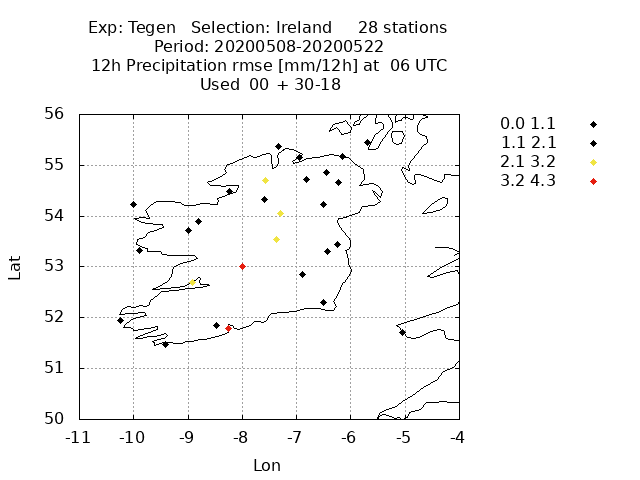 Exp: Tegen   Selection: Ireland     28 stations
Period: 20200508-20200522
12h Precipitation rmse [mm/12h] at  06 UTC
Used  00  + 30-18
0.0 1.1
1.1 2.1
2.1 3.2
3.2 4.3
56
55
54
53
52
51
50
Lat
-11 -10 -9 -8 -7 -6 -5 -4
Lon